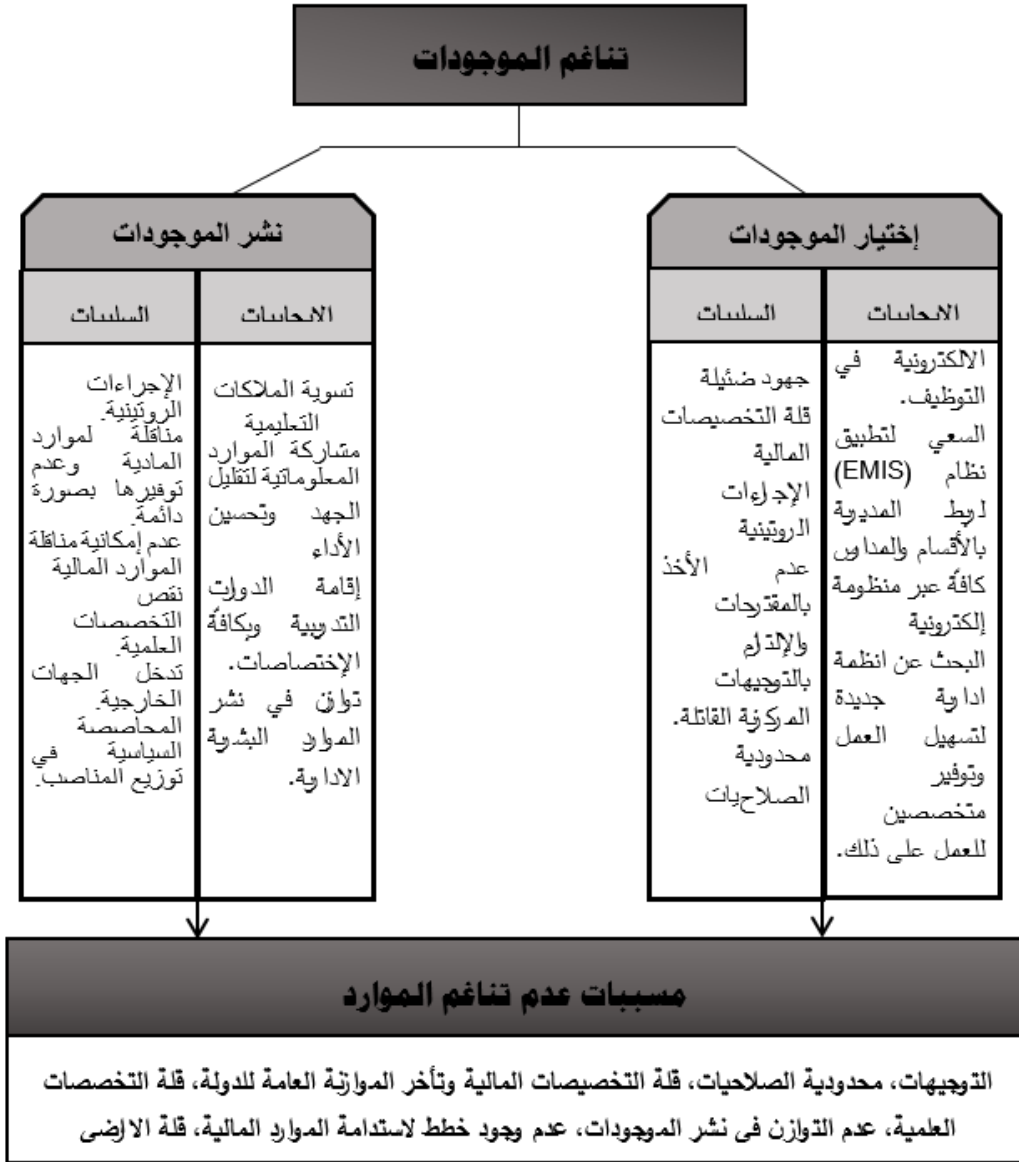 تناغم الموجودات
إختيار الموجودات
الايجابيات
الالكترونية في
التوظيف.
السعي لتطبيق
نظام (EMIS)
لربط المديرية
بالأقسام والمدارس
كافة عبر منظومة
إلكترونية
البحث عن انظمة
ادارية جديدة
لتسهيل العمل
وتوفير
متخصصين
للعمل على ذلك.
السلبيات
جهود ضئيلة
قلة التخصيصات
المالية
الإجراءات
الروتينية
عدم الأخذ
بالمقترحات
والإلتزام
بالتوجيهات
المركزية القاتلة.
محدودية
الصلاحيات
نشر الموجودات
الايجابيات
تسوية الملاكات
التعليمية
مشاركة الموارد
المعلوماتية لتقليل
الجهد وتحسين
الأداء
إقامة الدورات
التدريبية وبكافة
الإختصاصات.
توازن في نشر
الموارد البشرية
الادارية.
السلبيات
الإجراءات
الروتينية.
مناقلة لموارد
المادية وعدم
توفيرها بصورة
دائمة.
عدم إمكانية مناقلة
الموارد المالية
نقص
التخصصات
العلمية.
تدخل الجهات
الخارجية.
المحاصصة
السياسية في
توزيع المناصب.
مسببات عدم تناغم الموارد
التوجيهات، محدودية الصلاحيات، قلة التخصيصات المالية وتأخر الموازنة العامة للدولة، قلة التخصصات
العلمية، عدم التوازن في نشر الموجودات، عدم وجود خطط لاستدامة الموارد المالية، قلة الاراضي